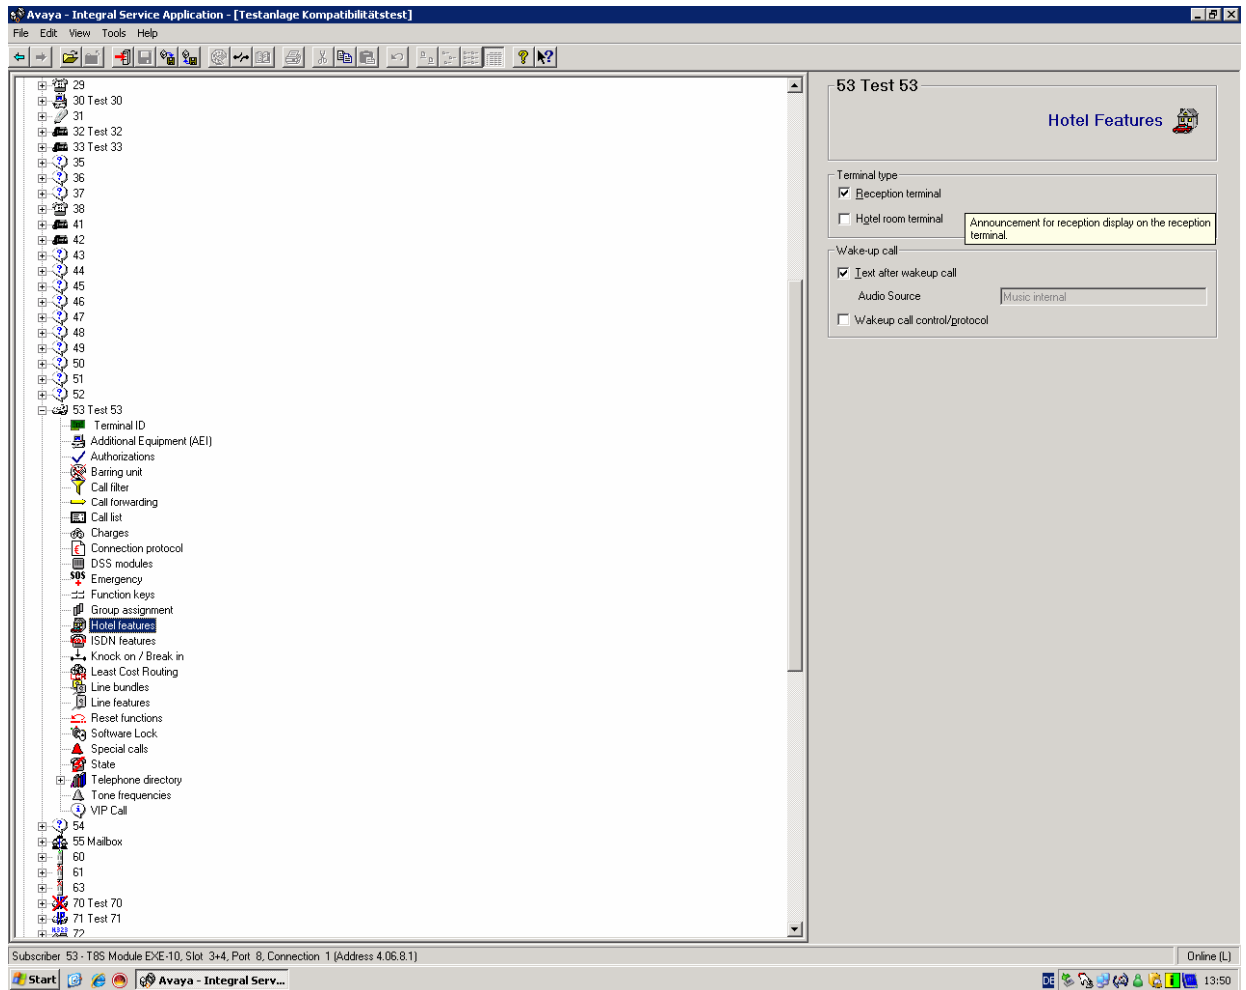 Avaya - Integral Service Application - [Testanlage Kompatibilitätstest]
File Edit View Tools Help
29
30 Test 30
31
32 Test 32
33 Test 33
35
36
37
38
41
42
43
44
45
46
47
48
49
50
51
52
53 Test 53
Terminal ID
Additional Equipment (AEI)
Authorizations
Barring unit
Call filter
Call forwarding
Call list
Charges
Connection protocol
DSS modules
SOS Emergency
Function keys
Group assignment
Hotel features
ISDN features
Knock on / Break in
Least Cost Routing
Line bundles
Line features
Reset functions
Software Lock
Special calls
State
Telephone directory
Tone frequencies
VIP Call
54
55 Mailbox
60
61
63
70 Test 70
71 Test 71
72
53 Test 53
Hotel Features
Terminal type
Reception terminal
Hotel room terminal
Announcement for reception display on the reception
terminal.
Wake-up call
Text after wakeup call
Audio Source Music internal
Wakeup call control/protocol
Subscriber 53 - T8S Module EXE-10, Slot 3+4, Port 8, Connection 1 (Address 4.06.8.1) Online (L)
Start Avaya - Integral Serv... DE 13:50